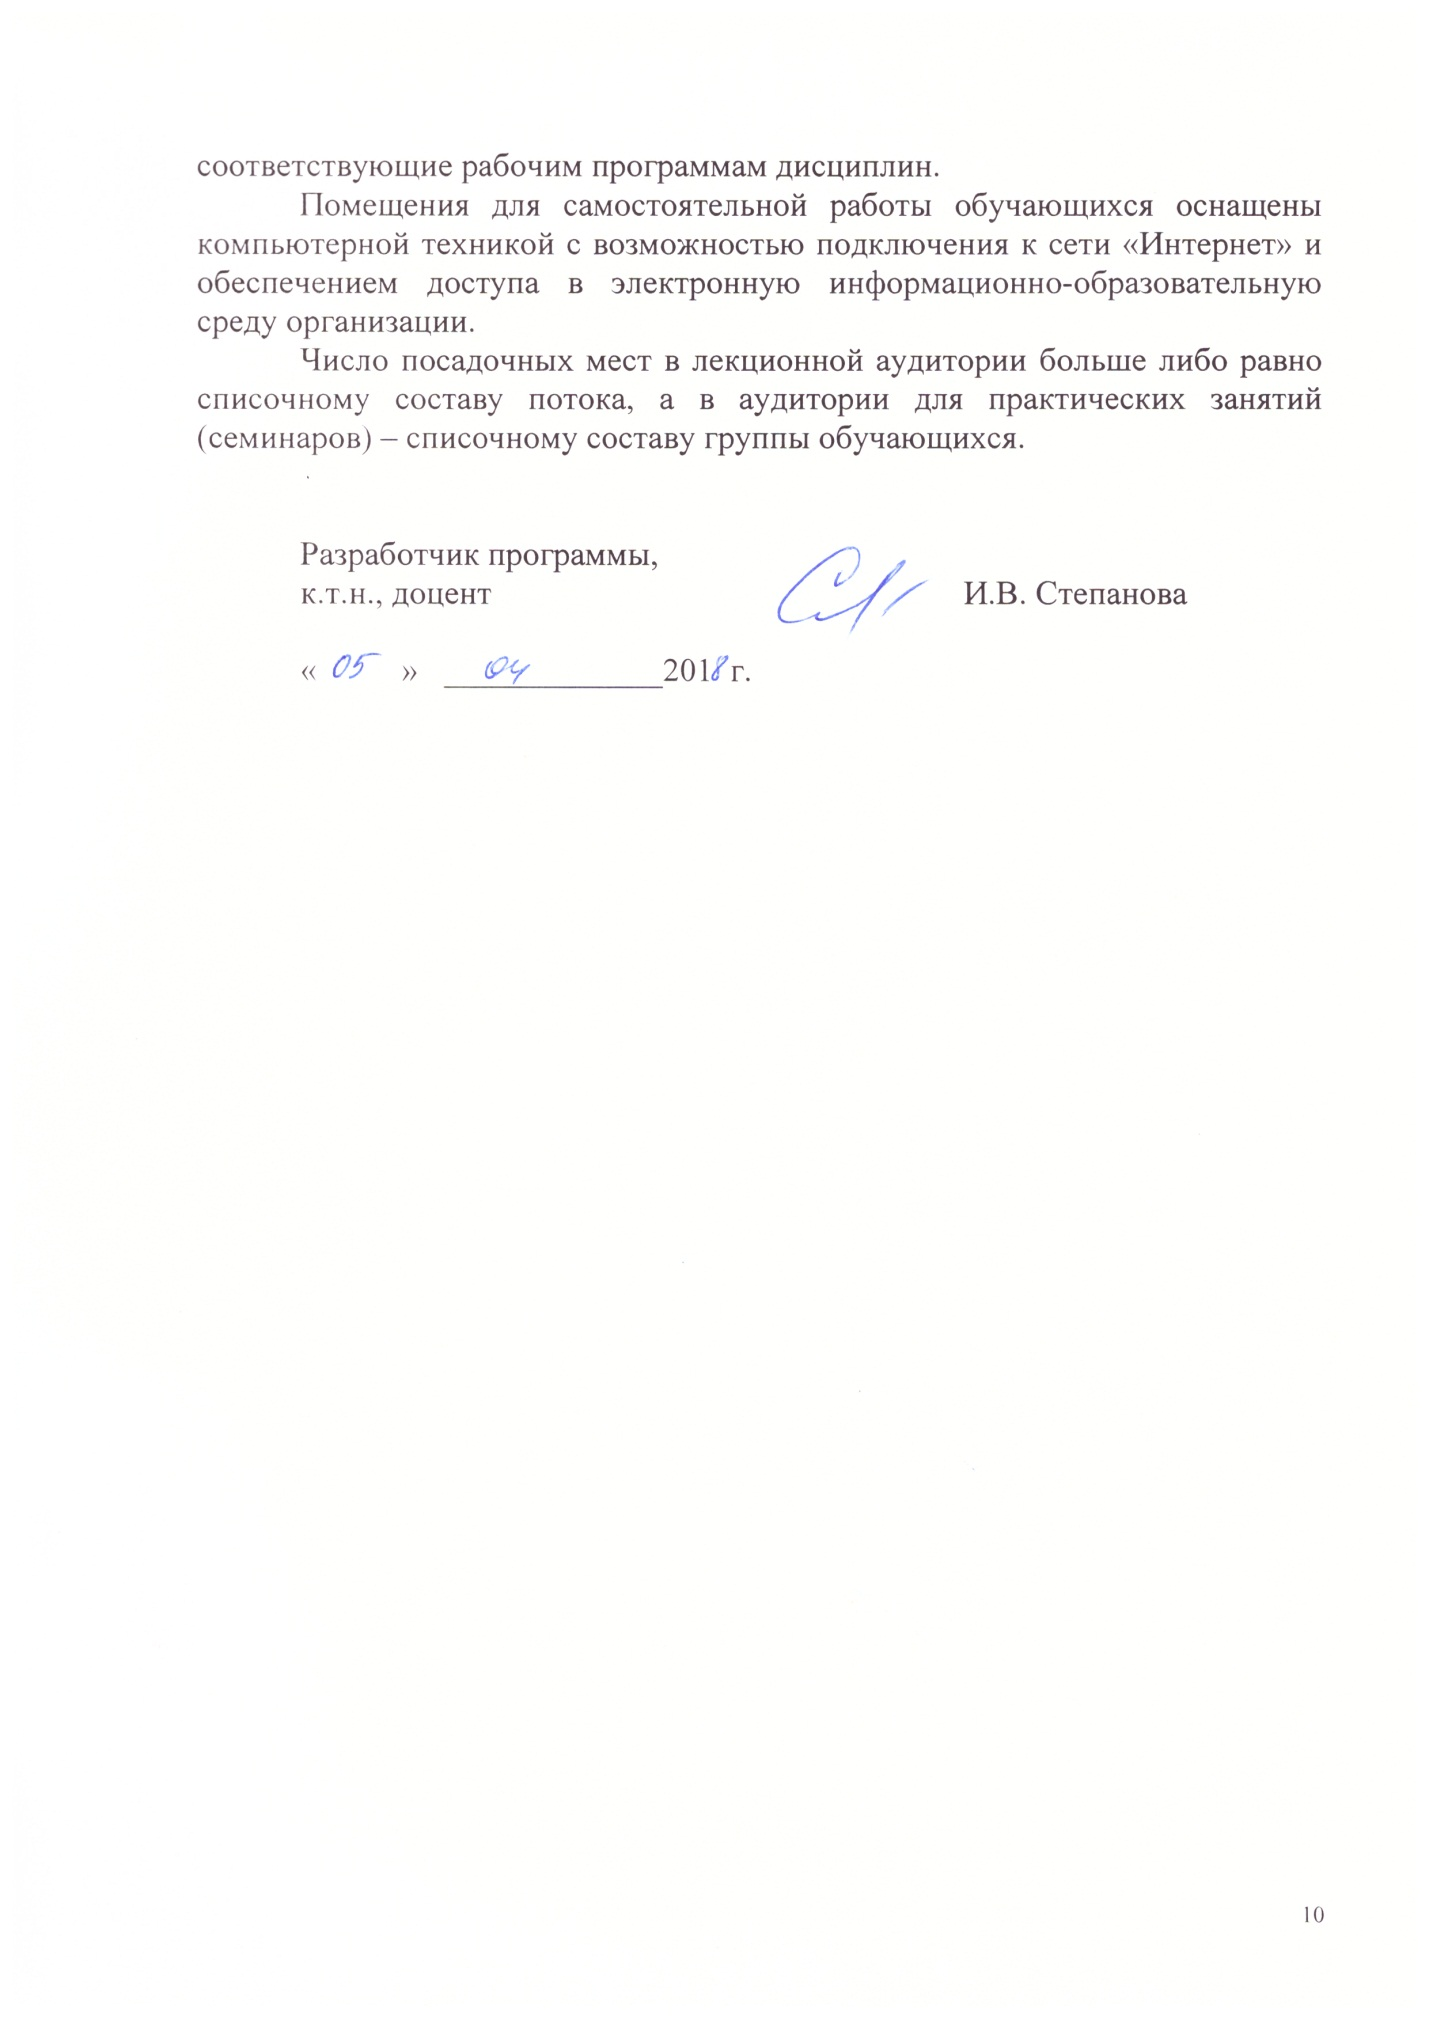 соответствующие рабочим программам дисциплин.
Помещения для самостоятельной работы обучающихся оснащены
компьютерной техникой с возможностью подключения к сети «Интернет» и
обеспечением доступа в электронную информационно-образовательную
среду организации.
Число посадочных мест в лекционной аудитории больше либо равно
списочному составу потока, а в аудитории для практических занятий
(семинаров) – списочному составу группы обучающихся.
Разработчик программы,
к.т.н., доцент И.В. Степанова
« 05 » 04 2018 г.
10